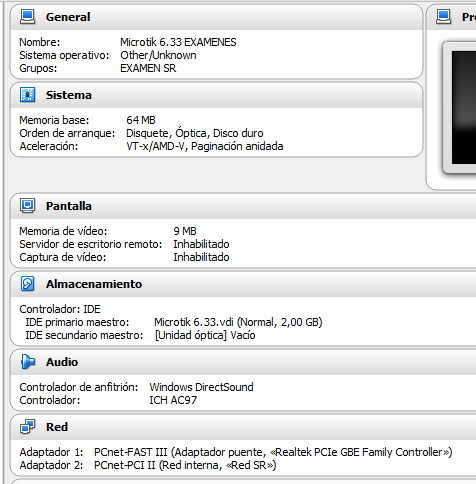 General
Pr
Nombre: Microtik 6.33 EXAMENES
Sistema operativo: Other/Unknown
Grupos: EXAMEN SR
Sistema
Memoria base: 64 MB
Orden de arranque: Disquete, Óptica, Disco duro
Aceleración: VT-x/AMD-V, Paginación anidada
Pantalla
Memoria de vídeo: 9 MB
Servidor de escritorio remoto: Inhabilitado
Captura de vídeo: Inhabilitado
Almacenamiento
Controlador: IDE
IDE primario maestro: Microtik 6.33.vdi (Normal, 2,00 GB)
IDE secundario maestro: [Unidad óptica] Vacío
Audio
Controlador de anfitrión: Windows DirectSound
Controlador: ICH AC97
Red
Adaptador 1: PCnet-FAST III (Adaptador puente, «Realtek PCIe GBE Family Controller»)
Adaptador 2: PCnet-PCI II (Red interna, «Red SR»)